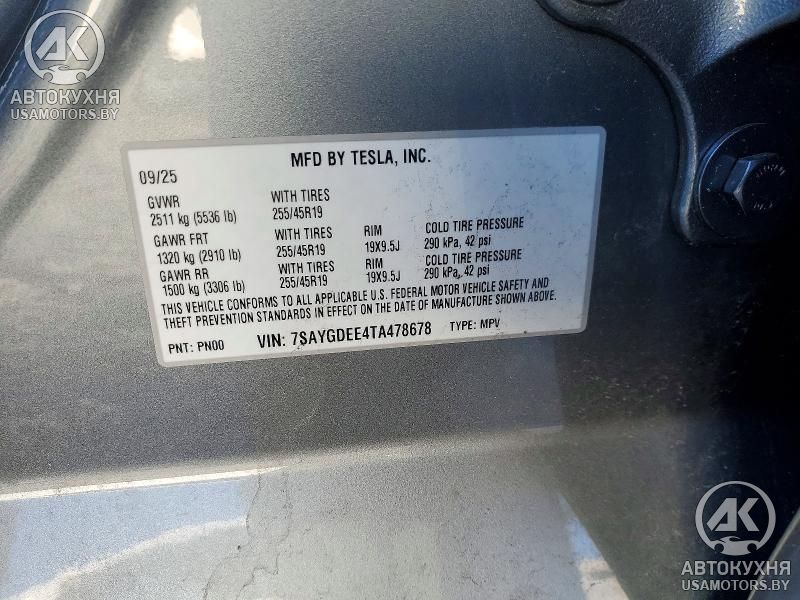 AK
АВТОКУХНЯ
USAMOTORS.BY
MFD BY TESLA, INC.
09/25
GVWR WITH TIRES
2511 kg (5536 lb) 255/45R19
GAWR FRT WITH TIRES RIM COLD TIRE PRESSURE
1320 kg (2910 lb) 255/45R19 19X9.5J 290 kPa, 42 psi
GAWR RR WITH TIRES RIM COLD TIRE PRESSURE
1500 kg (3306 lb) 255/45R19 19X9.5J 290 kPa, 42 psi
THIS VEHICLE CONFORMS TO ALL APPLICABLE U.S. FEDERAL MOTOR VEHICLE SAFETY AND
THEFT PREVENTION STANDARDS IN EFFECT ON THE DATE OF MANUFACTURE SHOWN ABOVE.
PNT: PN00 VIN: 7SAYGDEE4TA478678 TYPE: MPV
AK
АВТОКУХНЯ
USAMOTORS.BY